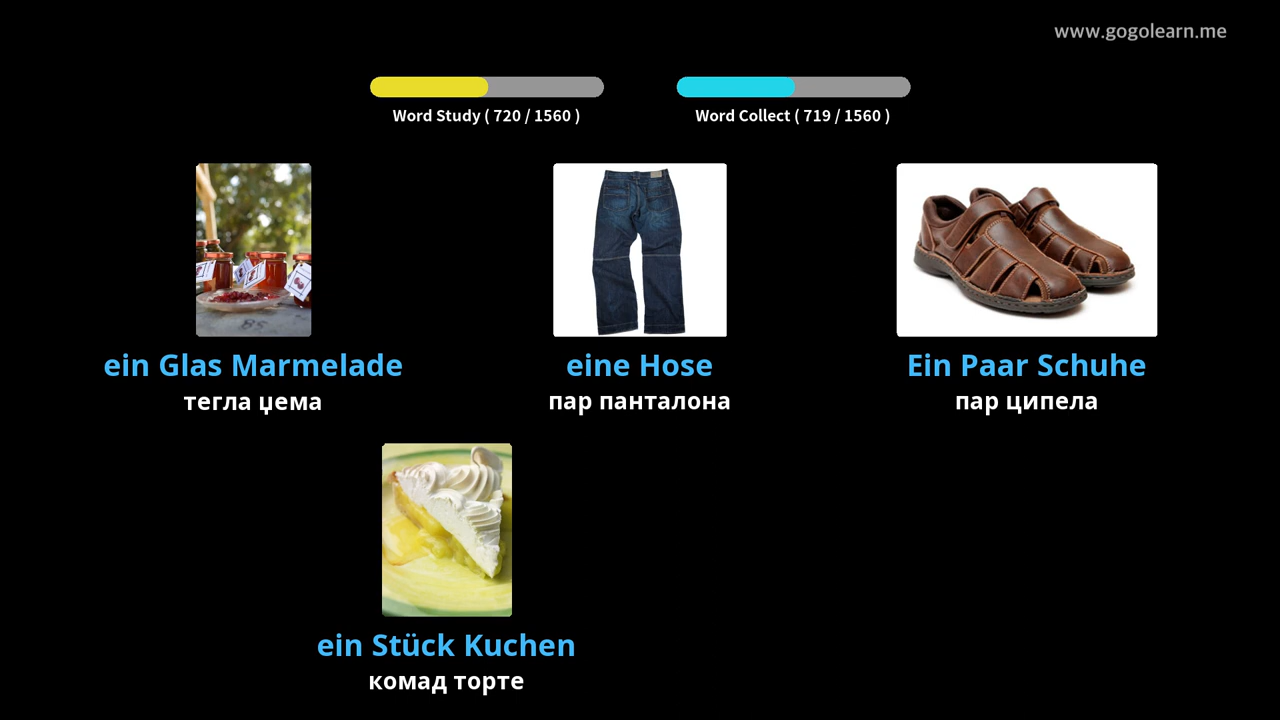 www.gogolearn.me
Word Study ( 720 / 1560 )
Word Collect ( 719 / 1560 )
ein Glas Marmelade
eine Hose
Ein Paar Schuhe
тегла џема
пар панталона
пар ципела
ein Stück Kuchen
комад торте